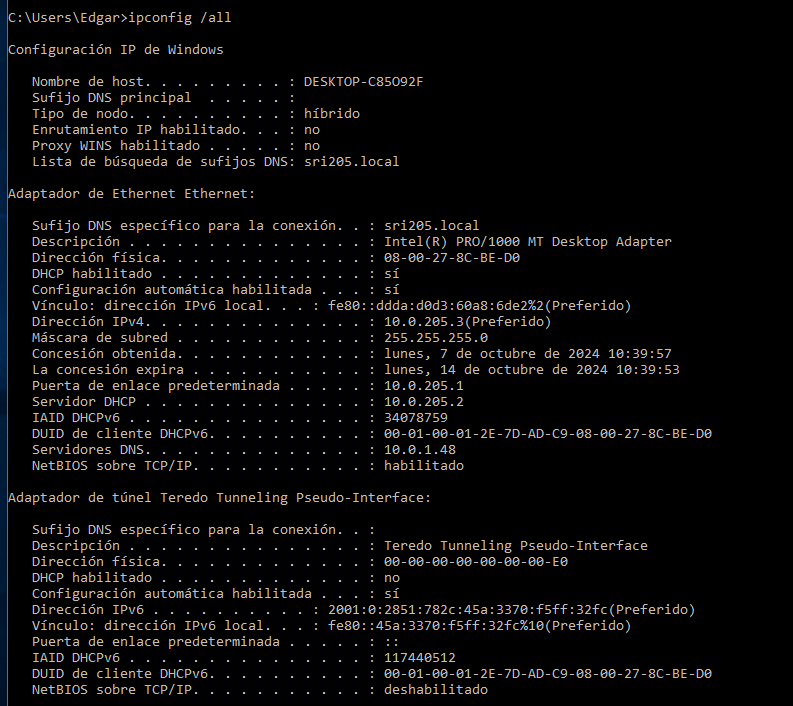 C:\Users\Edgar>ipconfig /all
Configuración IP de Windows
Nombre de host. . . . . . . . . : DESKTOP-C85O92F
Sufijo DNS principal  . . . . . :
Tipo de nodo. . . . . . . . . . : híbrido
Enrutamiento IP habilitado. . . : no
Proxy WINS habilitado . . . . . : no
Lista de búsqueda de sufijos DNS: sri205.local
Adaptador de Ethernet Ethernet:
Sufijo DNS específico para la conexión. . : sri205.local
Descripción . . . . . . . . . . . . . . . : Intel(R) PRO/1000 MT Desktop Adapter
Dirección física. . . . . . . . . . . . . : 08-00-27-8C-BE-D0
DHCP habilitado . . . . . . . . . . . . . : sí
Configuración automática habilitada . . . : sí
Vínculo: dirección IPv6 local. . . : fe80::ddda:d0d3:60a8:6de2%2(Preferido)
Dirección IPv4. . . . . . . . . . . . . . : 10.0.205.3(Preferido)
Máscara de subred . . . . . . . . . . . . : 255.255.255.0
Concesión obtenida. . . . . . . . . . . . : lunes, 7 de octubre de 2024 10:39:57
La concesión expira . . . . . . . . . . . : lunes, 14 de octubre de 2024 10:39:53
Puerta de enlace predeterminada . . . . . : 10.0.205.1
Servidor DHCP . . . . . . . . . . . . . . : 10.0.205.2
IAID DHCPv6 . . . . . . . . . . . . . . . : 34078759
DUID de cliente DHCPv6. . . . . . . . . . : 00-01-00-01-2E-7D-AD-C9-08-00-27-8C-BE-D0
Servidores DNS. . . . . . . . . . . . . . : 10.0.1.48
NetBIOS sobre TCP/IP. . . . . . . . . . . : habilitado
Adaptador de túnel Teredo Tunneling Pseudo-Interface:
Sufijo DNS específico para la conexión. . :
Descripción . . . . . . . . . . . . . . . : Teredo Tunneling Pseudo-Interface
Dirección física. . . . . . . . . . . . . : 00-00-00-00-00-00-00-E0
DHCP habilitado . . . . . . . . . . . . . : no
Configuración automática habilitada . . . : sí
Dirección IPv6 . . . . . . . . . . : 2001:0:2851:782c:45a:3370:f5ff:32fc(Preferido)
Vínculo: dirección IPv6 local. . . : fe80::45a:3370:f5ff:32fc%10(Preferido)
Puerta de enlace predeterminada . . . . . : ::
IAID DHCPv6 . . . . . . . . . . . . . . . : 117440512
DUID de cliente DHCPv6. . . . . . . . . . : 00-01-00-01-2E-7D-AD-C9-08-00-27-8C-BE-D0
NetBIOS sobre TCP/IP. . . . . . . . . . . : deshabilitado